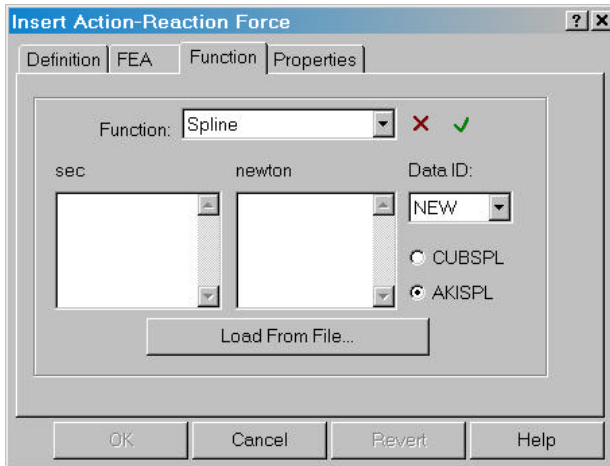 Insert Action-Reaction Force
Definition FEA Function Properties
Function: Spline
sec newton Data ID:
NEW
CUBSPL
AKISPL
Load From File...
OK Cancel Revert Help